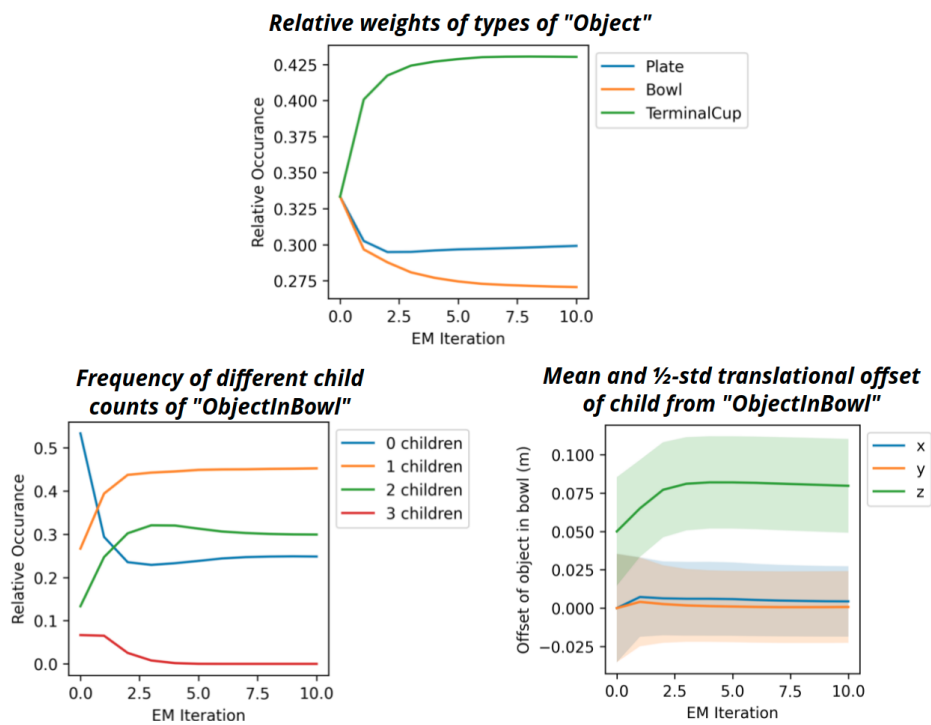 Relative weights of types of "Object"
0.425
0.400
0.375
0.350
0.325
0.300
0.275
Relative Occurance
0.0 2.5 5.0 7.5 10.0
EM Iteration
Plate
Bowl
TerminalCup
Frequency of different child
counts of "ObjectInBowl"
0.5
0.4
0.3
0.2
0.1
0.0
Relative Occurance
0.0 2.5 5.0 7.5 10.0
EM Iteration
0 children
1 children
2 children
3 children
Mean and ½-std translational offset
of child from "ObjectInBowl"
0.100
0.075
0.050
0.025
0.000
−0.025
Offset of object in bowl (m)
0.0 2.5 5.0 7.5 10.0
EM Iteration
x
y
z